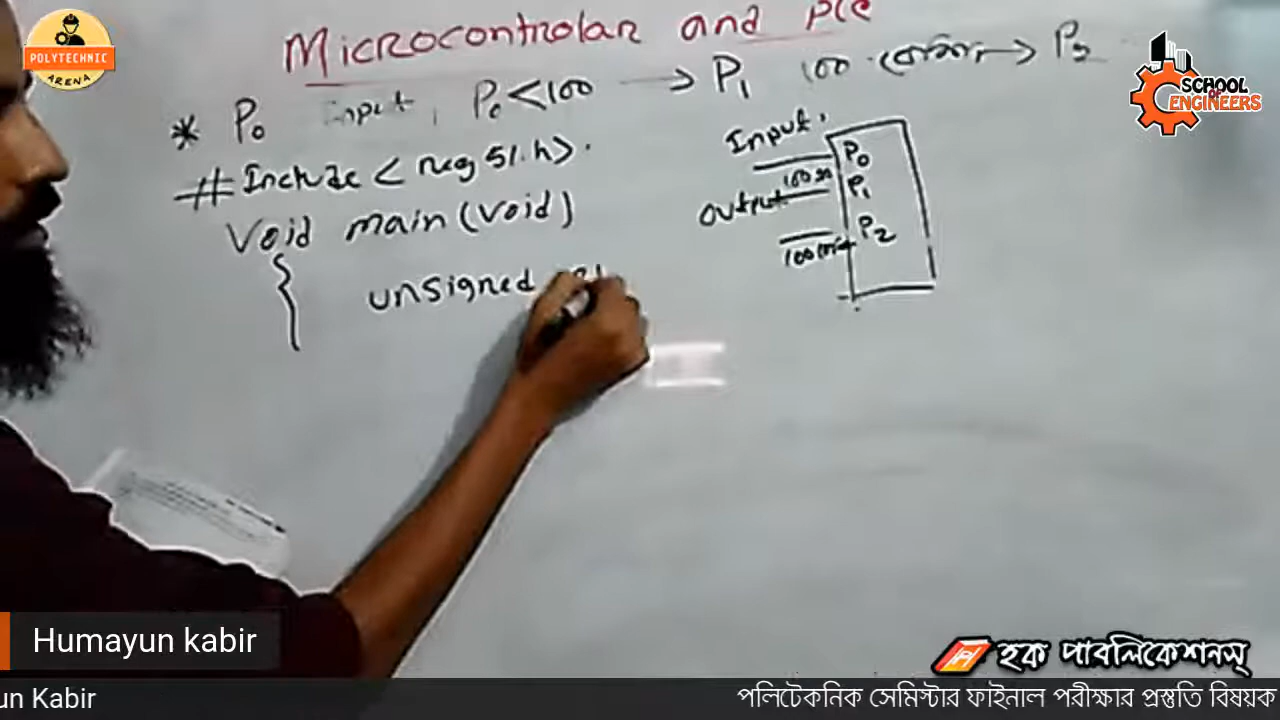 POLYTECHNIC
ARENA
SCHOOL
OF
ENGINEERS
Microcontrolar and PLC
* P0 Input, P0 < 100 → P1 100 → P2
# Include < reg 51.h>.
Void main (void)
{
unsigned
Input.
P0
P1
Output
P2
Humayun kabir
হক পাবলিকেশনস্
un Kabir
পলিটেকনিক সেমিস্টার ফাইনাল পরীক্ষার প্রস্তুতি বিষয়ক